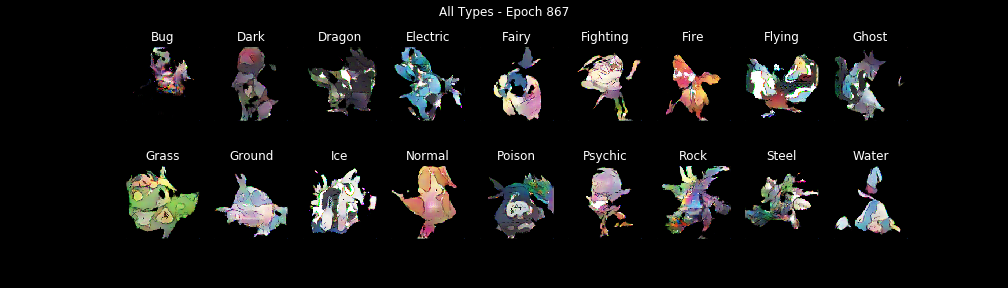 All Types - Epoch 867
Bug Dark Dragon Electric Fairy Fighting Fire Flying Ghost
Grass Ground Ice Normal Poison Psychic Rock Steel Water